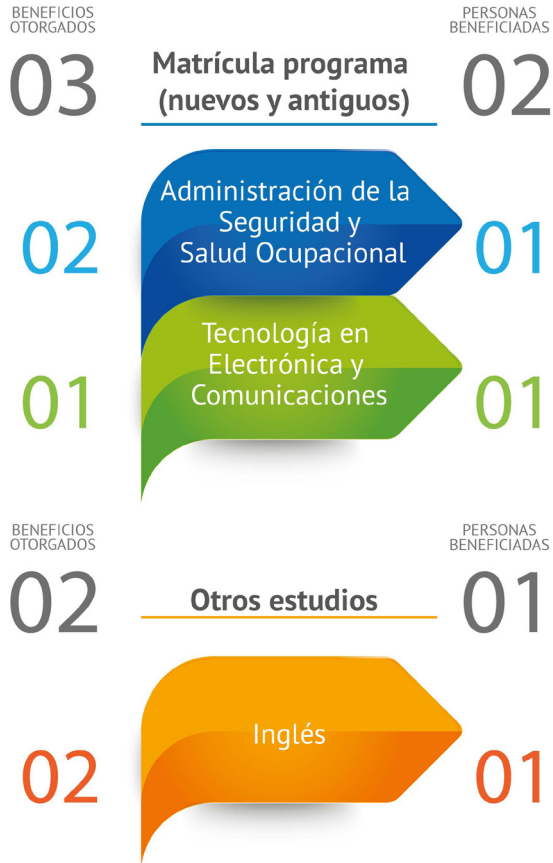 BENEFICIOS
OTORGADOS
03
Matrícula programa
(nuevos y antiguos)
PERSONAS
BENEFICIADAS
02
02
Administración de la
Seguridad y
Salud Ocupacional
01
01
Tecnología en
Electrónica y
Comunicaciones
01
BENEFICIOS
OTORGADOS
02
Otros estudios
PERSONAS
BENEFICIADAS
01
02
Inglés
01